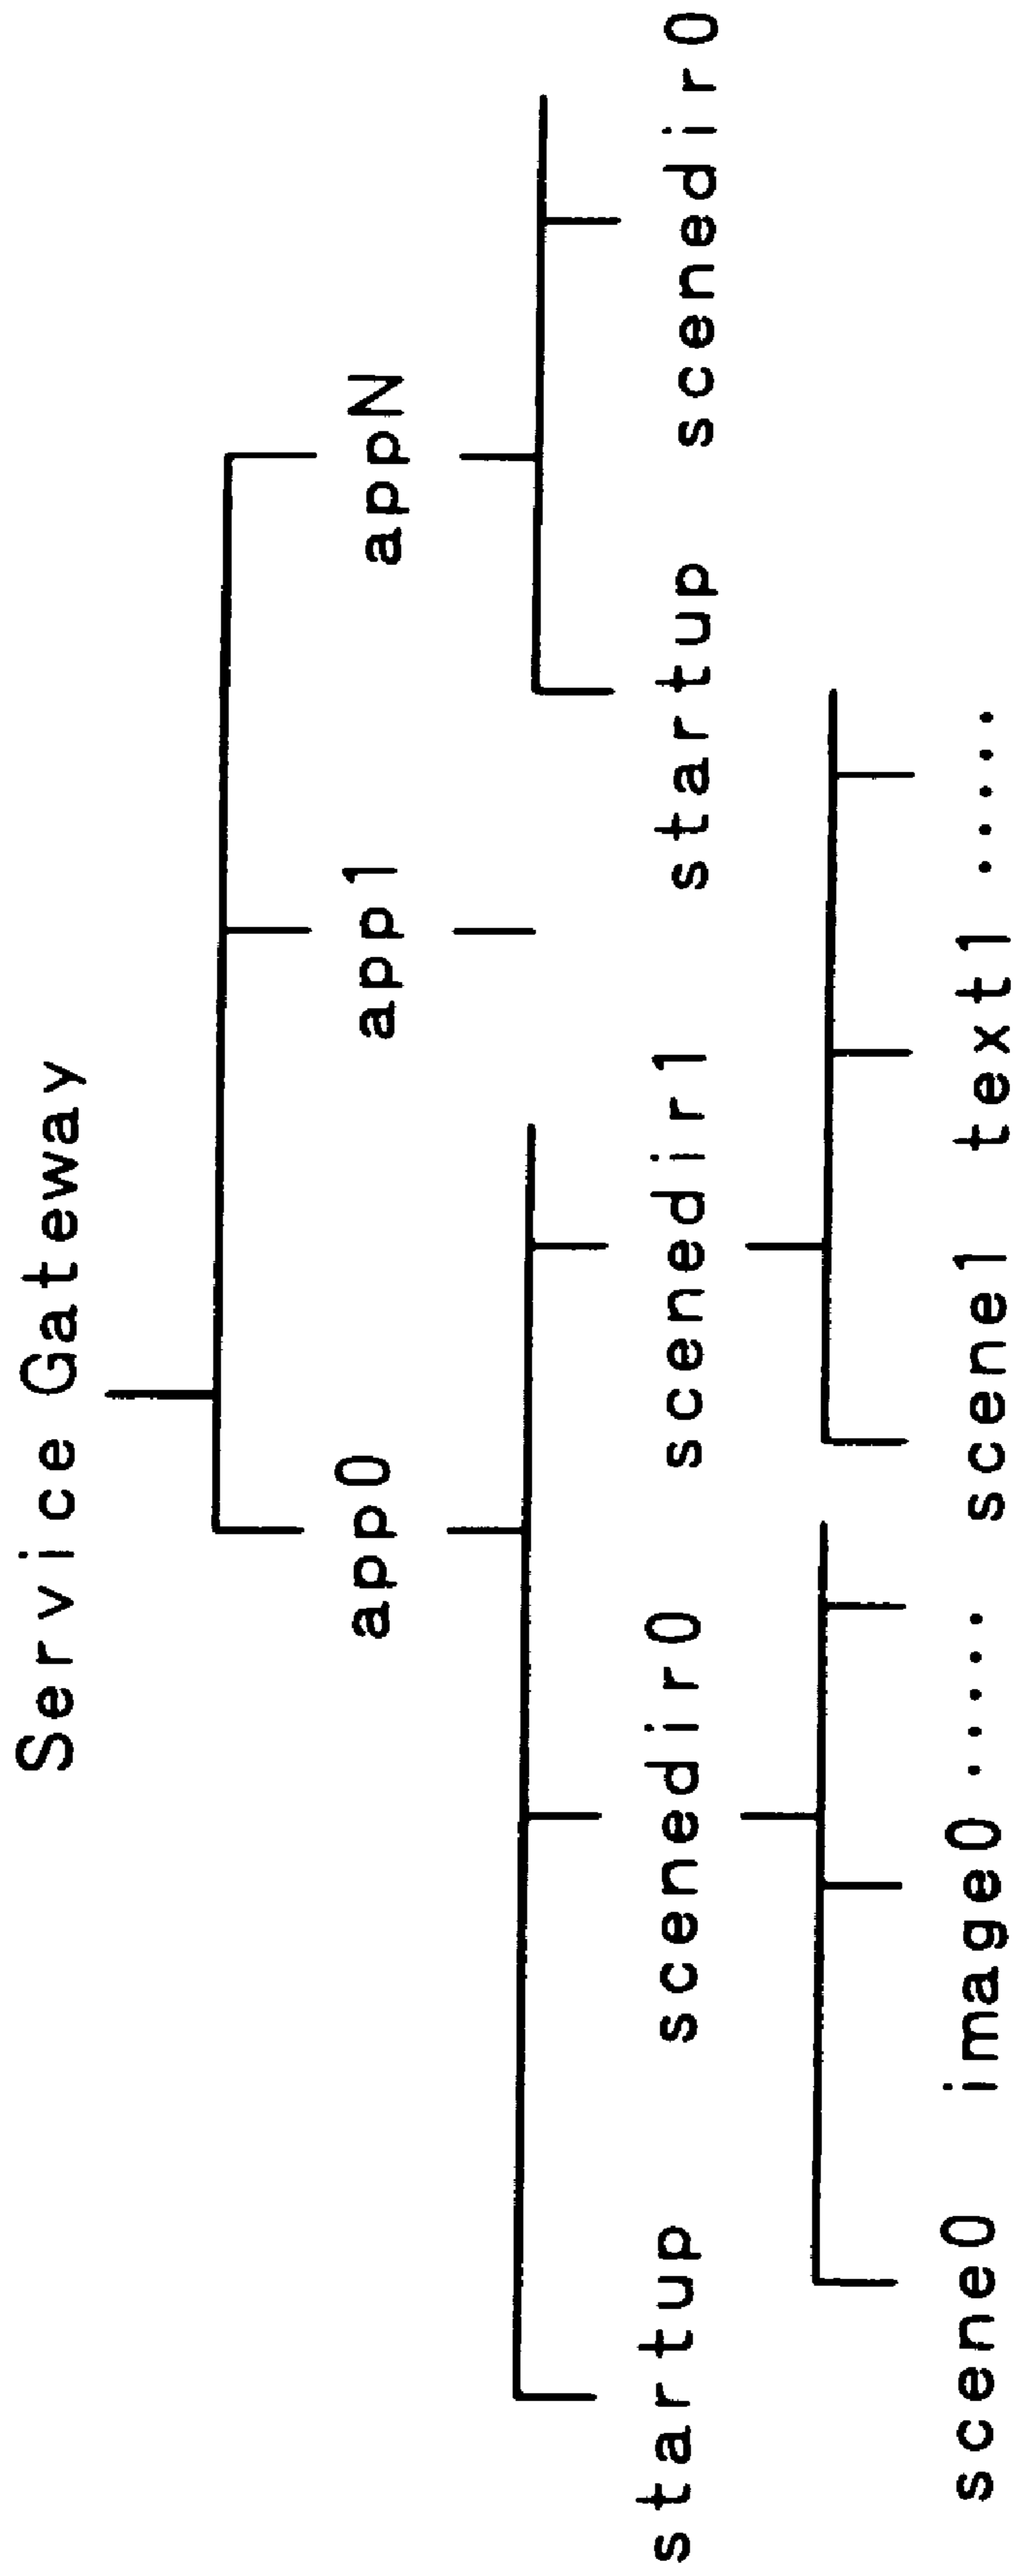 Service Gateway
app0 app1 appN
startup scenedir0 scenedir1 startup scenedir0
scene0 image0 ..... scene1 text1 .....